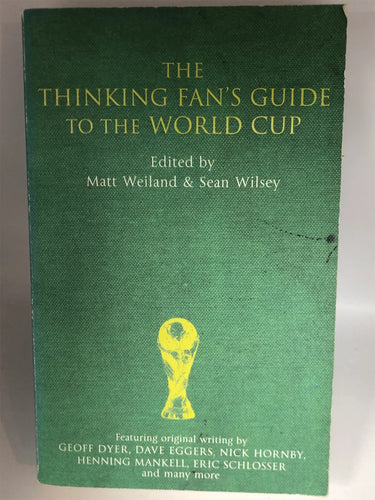 THE
THINKING FAN'S GUIDE
TO THE WORLD CUP
Edited by
Matt Weiland & Sean Wilsey
Featuring original writing by
GEOFF DYER, DAVE EGGERS, NICK HORNBY,
HENNING MANKELL, ERIC SCHLOSSER
and many more